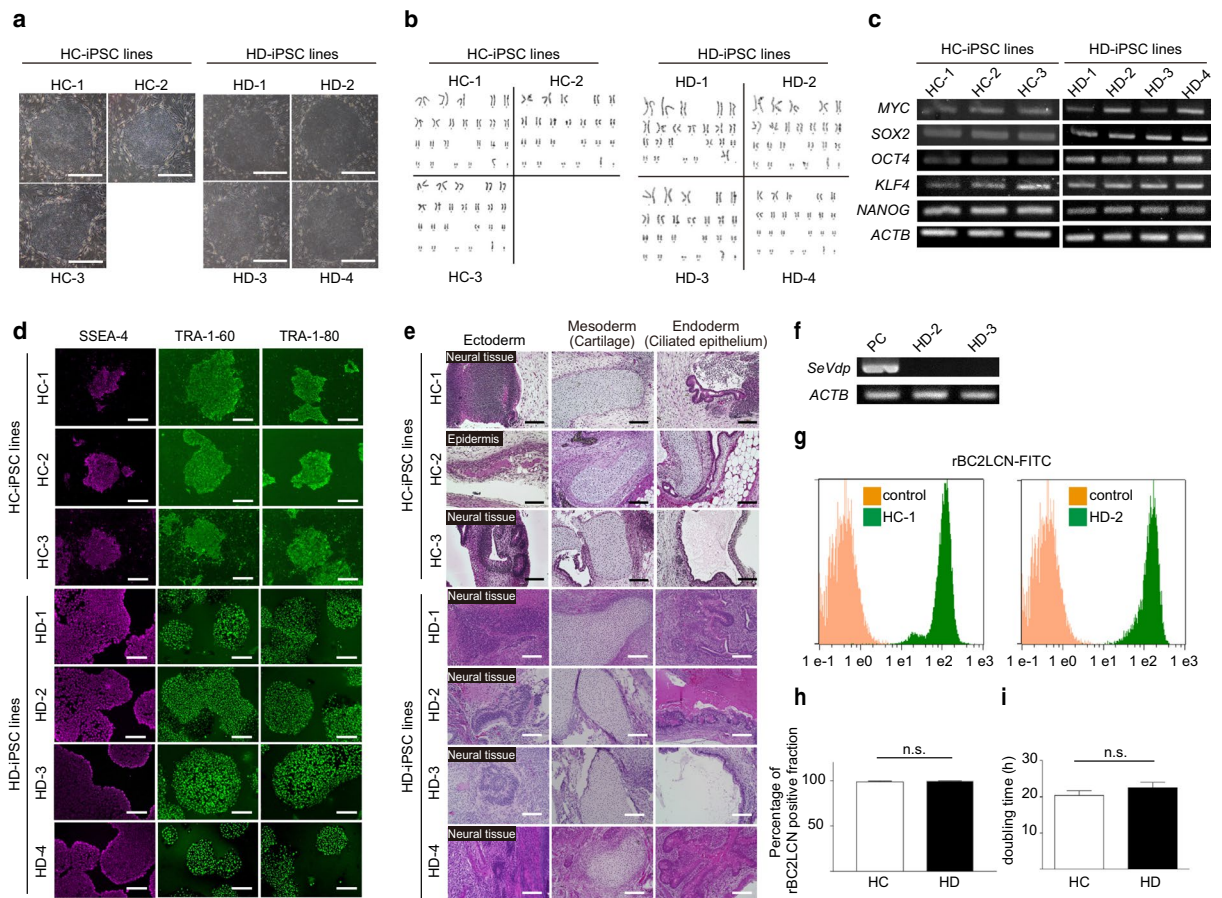 a
HC-iPSC lines
HD-iPSC lines
HC-1
HC-2
HD-1
HD-2
HC-3
HD-3
HD-4
b
HC-iPSC lines
HD-iPSC lines
HC-1
HC-2
HD-1
HD-2
HC-3
HD-3
HD-4
c
HC-iPSC lines
HD-iPSC lines
HC-1
HC-2
HC-3
HD-1
HD-2
HD-3
HD-4
MYC
SOX2
OCT4
KLF4
NANOG
ACTB
d
SSEA-4
TRA-1-60
TRA-1-80
HC-iPSC lines
HC-1
HC-2
HC-3
HD-iPSC lines
HD-1
HD-2
HD-3
HD-4
e
Ectoderm
Mesoderm
(Cartilage)
Endoderm
(Ciliated epithelium)
HC-iPSC lines
HC-1
Neural tissue
HC-2
Epidermis
HC-3
Neural tissue
HD-iPSC lines
HD-1
Neural tissue
HD-2
Neural tissue
HD-3
Neural tissue
HD-4
Neural tissue
f
PC
HD-2
HD-3
SeVdp
ACTB
g
rBC2LCN-FITC
control
HC-1
1 e-1 1 e0 1 e1 1 e2 1 e3
control
HD-2
1 e-1 1 e0 1 e1 1 e2 1 e3
h
n.s.
Percentage of
rBC2LCN positive fraction
100
50
HC
HD
i
n.s.
doubling time (h)
30
20
10
HC
HD